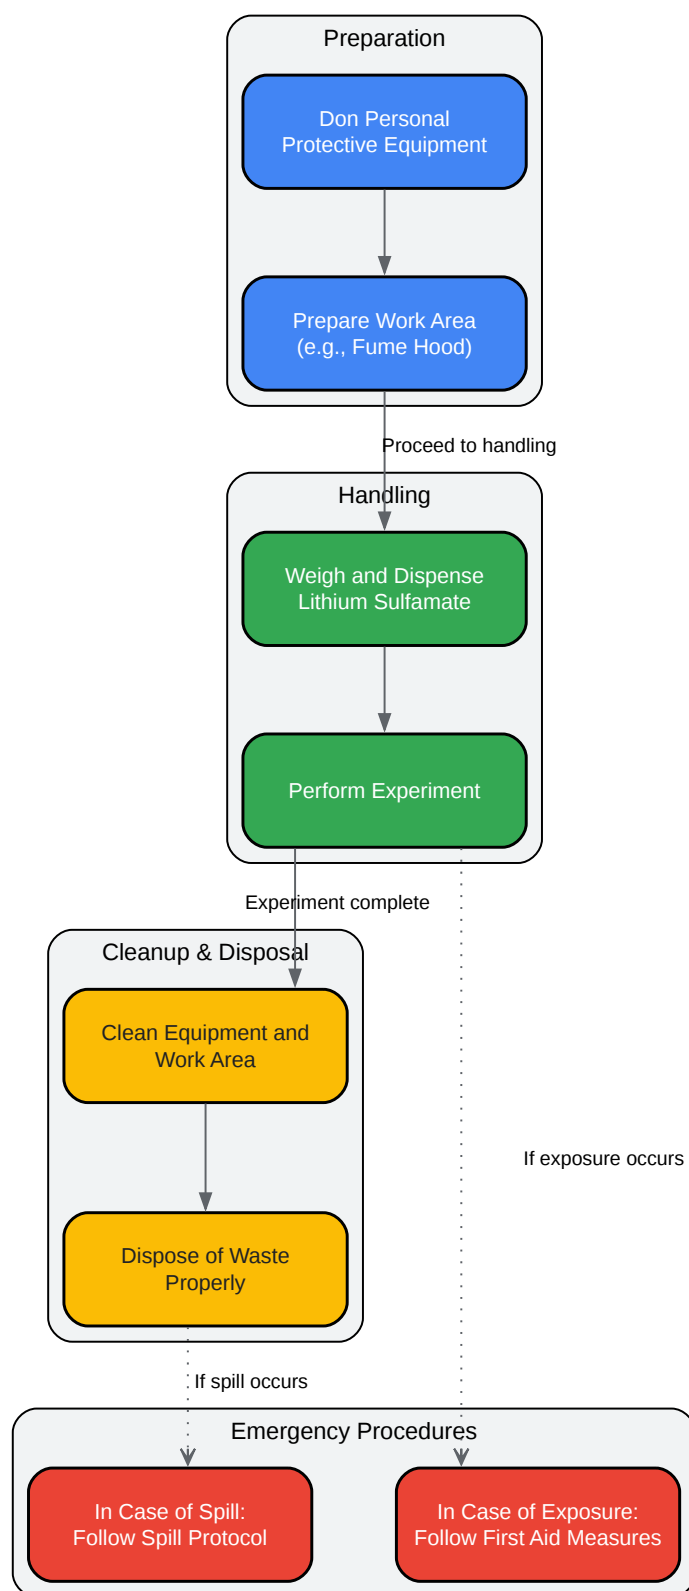 Preparation
Don Personal
Protective Equipment
Prepare Work Area
(e.g., Fume Hood)
Proceed to handling
Handling
Weigh and Dispense
Lithium Sulfamate
Perform Experiment
Experiment complete
Cleanup & Disposal
Clean Equipment and
Work Area
If exposure occurs
Dispose of Waste
Properly
If spill occurs
Emergency Procedures
In Case of Spill:
Follow Spill Protocol
In Case of Exposure:
Follow First Aid Measures